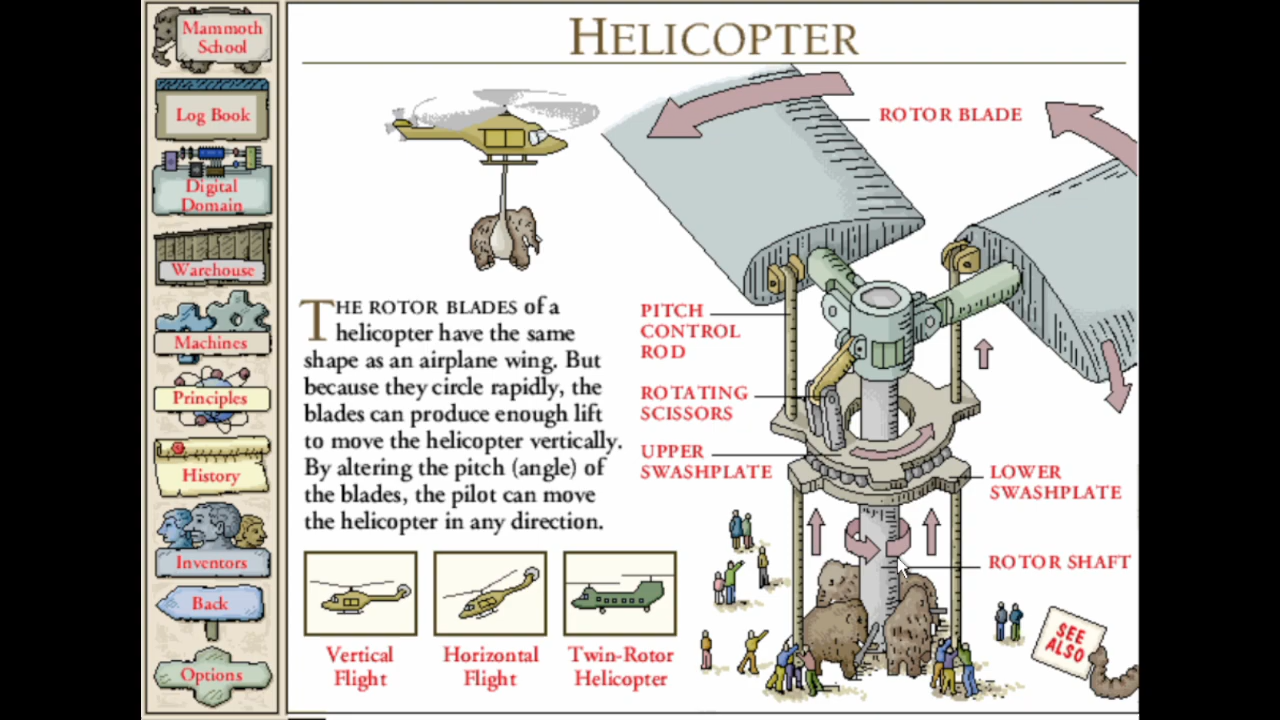 Mammoth
School
Log Book
Digital
Domain
Warehouse
Machines
Principles
History
Inventors
Back
Options
HELICOPTER
THE ROTOR BLADES of a
helicopter have the same
shape as an airplane wing. But
because they circle rapidly, the
blades can produce enough lift
to move the helicopter vertically.
By altering the pitch (angle) of
the blades, the pilot can move
the helicopter in any direction.
Vertical
Flight
Horizontal
Flight
Twin-Rotor
Helicopter
ROTOR BLADE
PITCH
CONTROL
ROD
ROTATING
SCISSORS
UPPER
SWASHPLATE
LOWER
SWASHPLATE
ROTOR SHAFT
SEE
ALSO